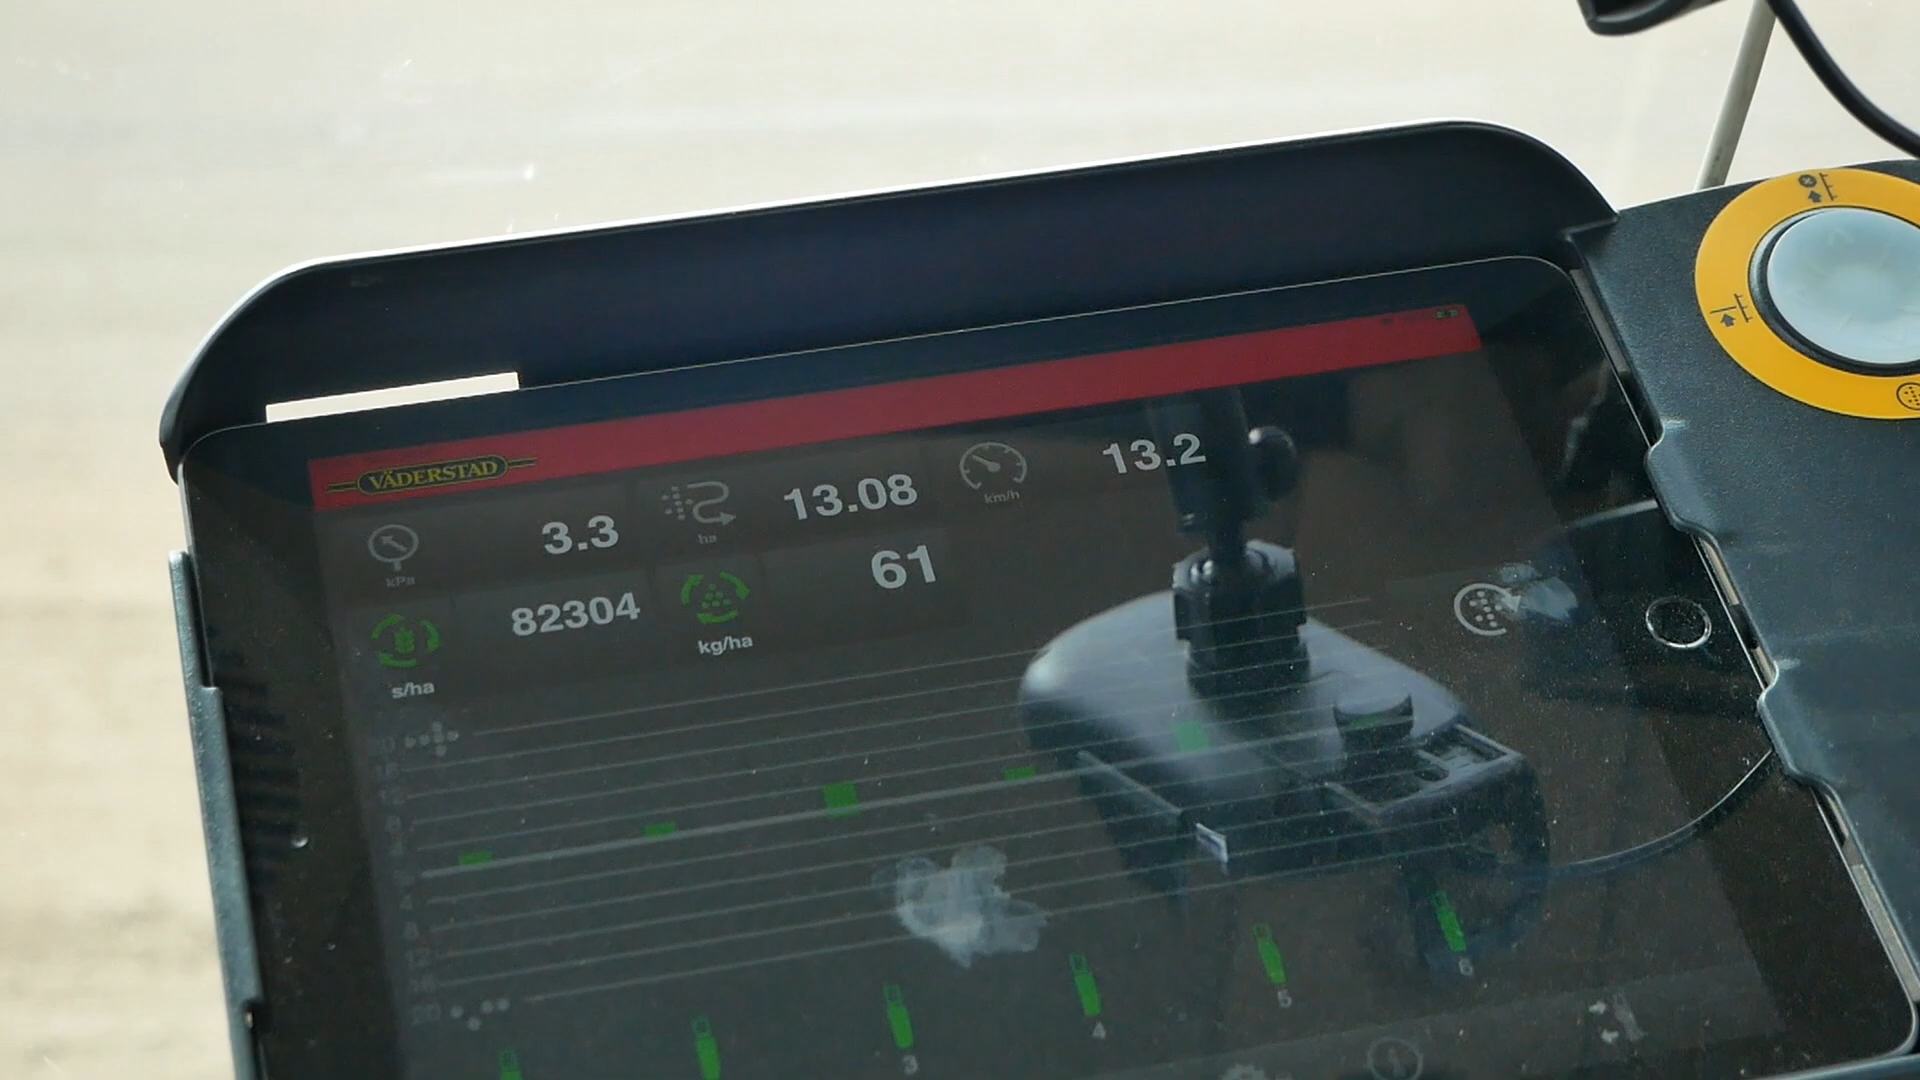 VÄDERSTAD
kPa 3.3
ha 13.08
km/h 13.2
s/ha 82304
kg/ha 61
20
3
4
5
6